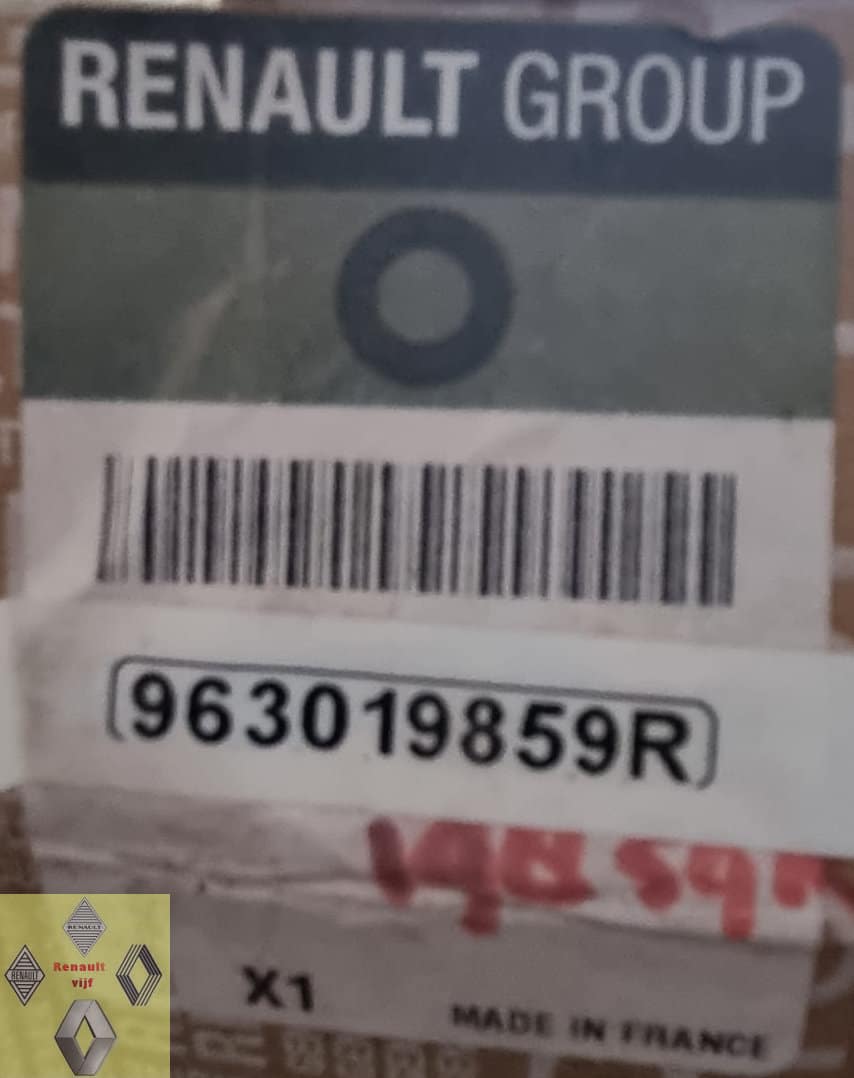 RENAULT GROUP
963019859R
X1
MADE IN FRANCE
RENAULT
RENAULT
Renault
vijf